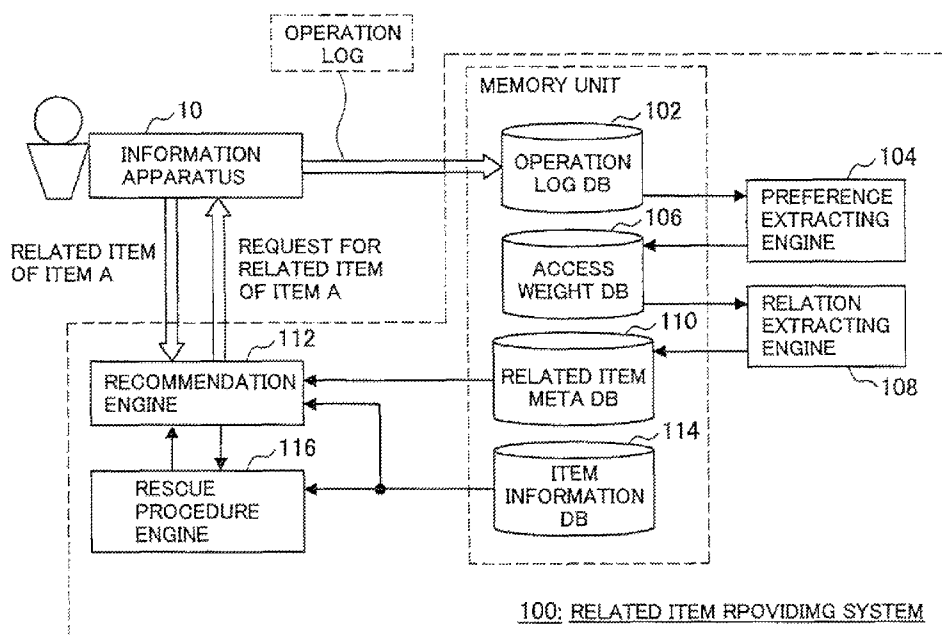 OPERATION
LOG
MEMORY UNIT
10
INFORMATION
APPARATUS
102
OPERATION
LOG DB
104
PREFERENCE
EXTRACTING
ENGINE
RELATED ITEM
OF ITEM A
REQUEST FOR
RELATED ITEM
OF ITEM A
106
ACCESS
WEIGHT DB
RELATION
EXTRACTING
ENGINE
108
110
RELATED ITEM
META DB
112
RECOMMENDATION
ENGINE
114
ITEM
INFORMATION
DB
116
RESCUE
PROCEDURE
ENGINE
100: RELATED ITEM RPOVIDIMG SYSTEM